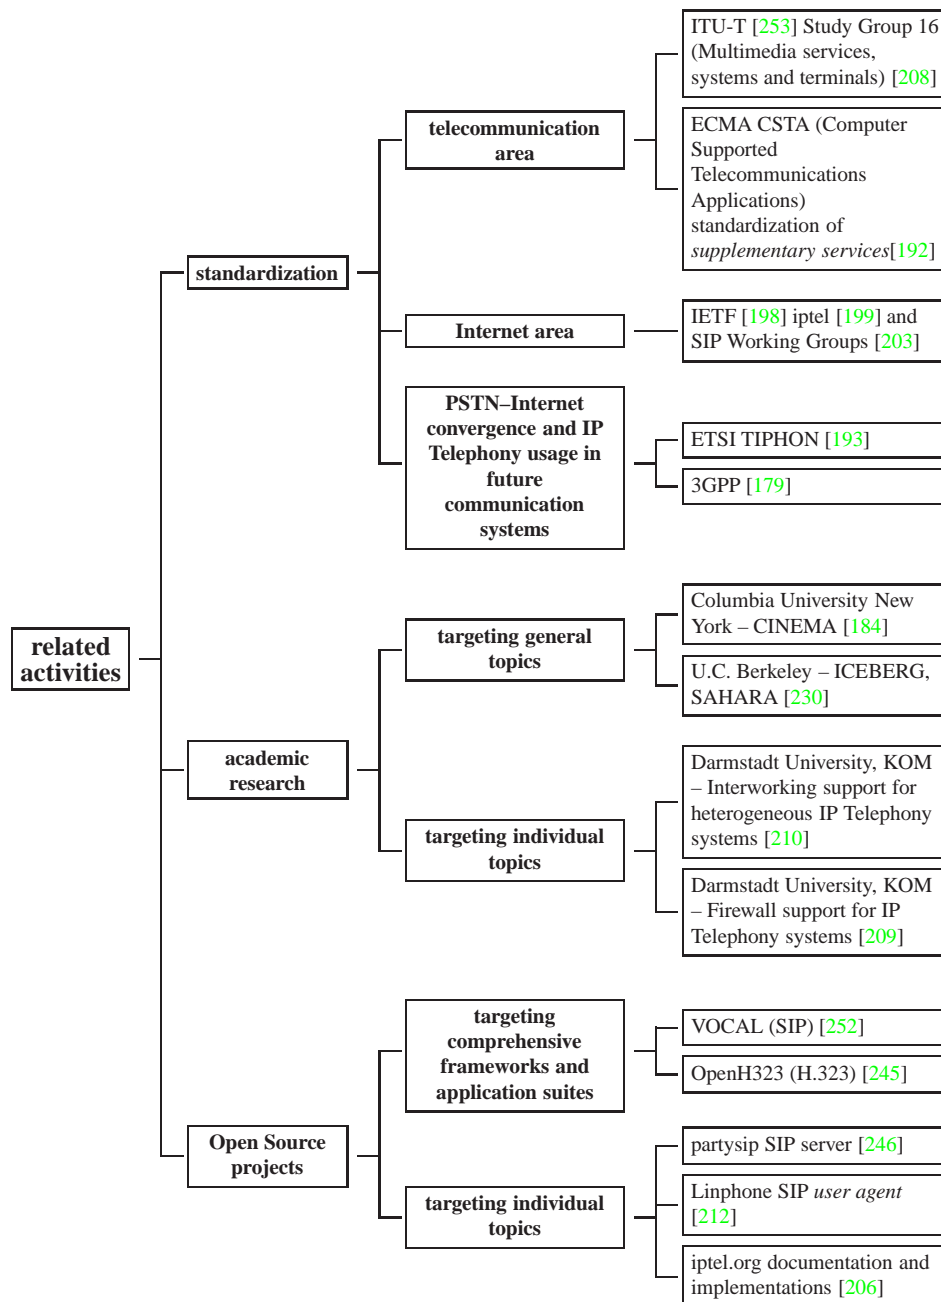 ITU-T [253] Study Group 16
(Multimedia services,
systems and terminals) [208]
telecommunication
area
ECMA CSTA (Computer
Supported
Telecommunications
Applications)
standardization of
supplementary services[192]
standardization
Internet area
IETF [198] iptel [199] and
SIP Working Groups [203]
PSTN–Internet
convergence and IP
Telephony usage in
future
communication
systems
ETSI TIPHON [193]
3GPP [179]
related
activities
Columbia University New
York – CINEMA [184]
targeting general
topics
U.C. Berkeley – ICEBERG,
SAHARA [230]
academic
research
Darmstadt University, KOM
– Interworking support for
heterogeneous IP Telephony
systems [210]
targeting individual
topics
Darmstadt University, KOM
– Firewall support for IP
Telephony systems [209]
targeting
comprehensive
frameworks and
application suites
VOCAL (SIP) [252]
OpenH323 (H.323) [245]
Open Source
projects
partysip SIP server [246]
targeting individual
topics
Linphone SIP user agent
[212]
iptel.org documentation and
implementations [206]